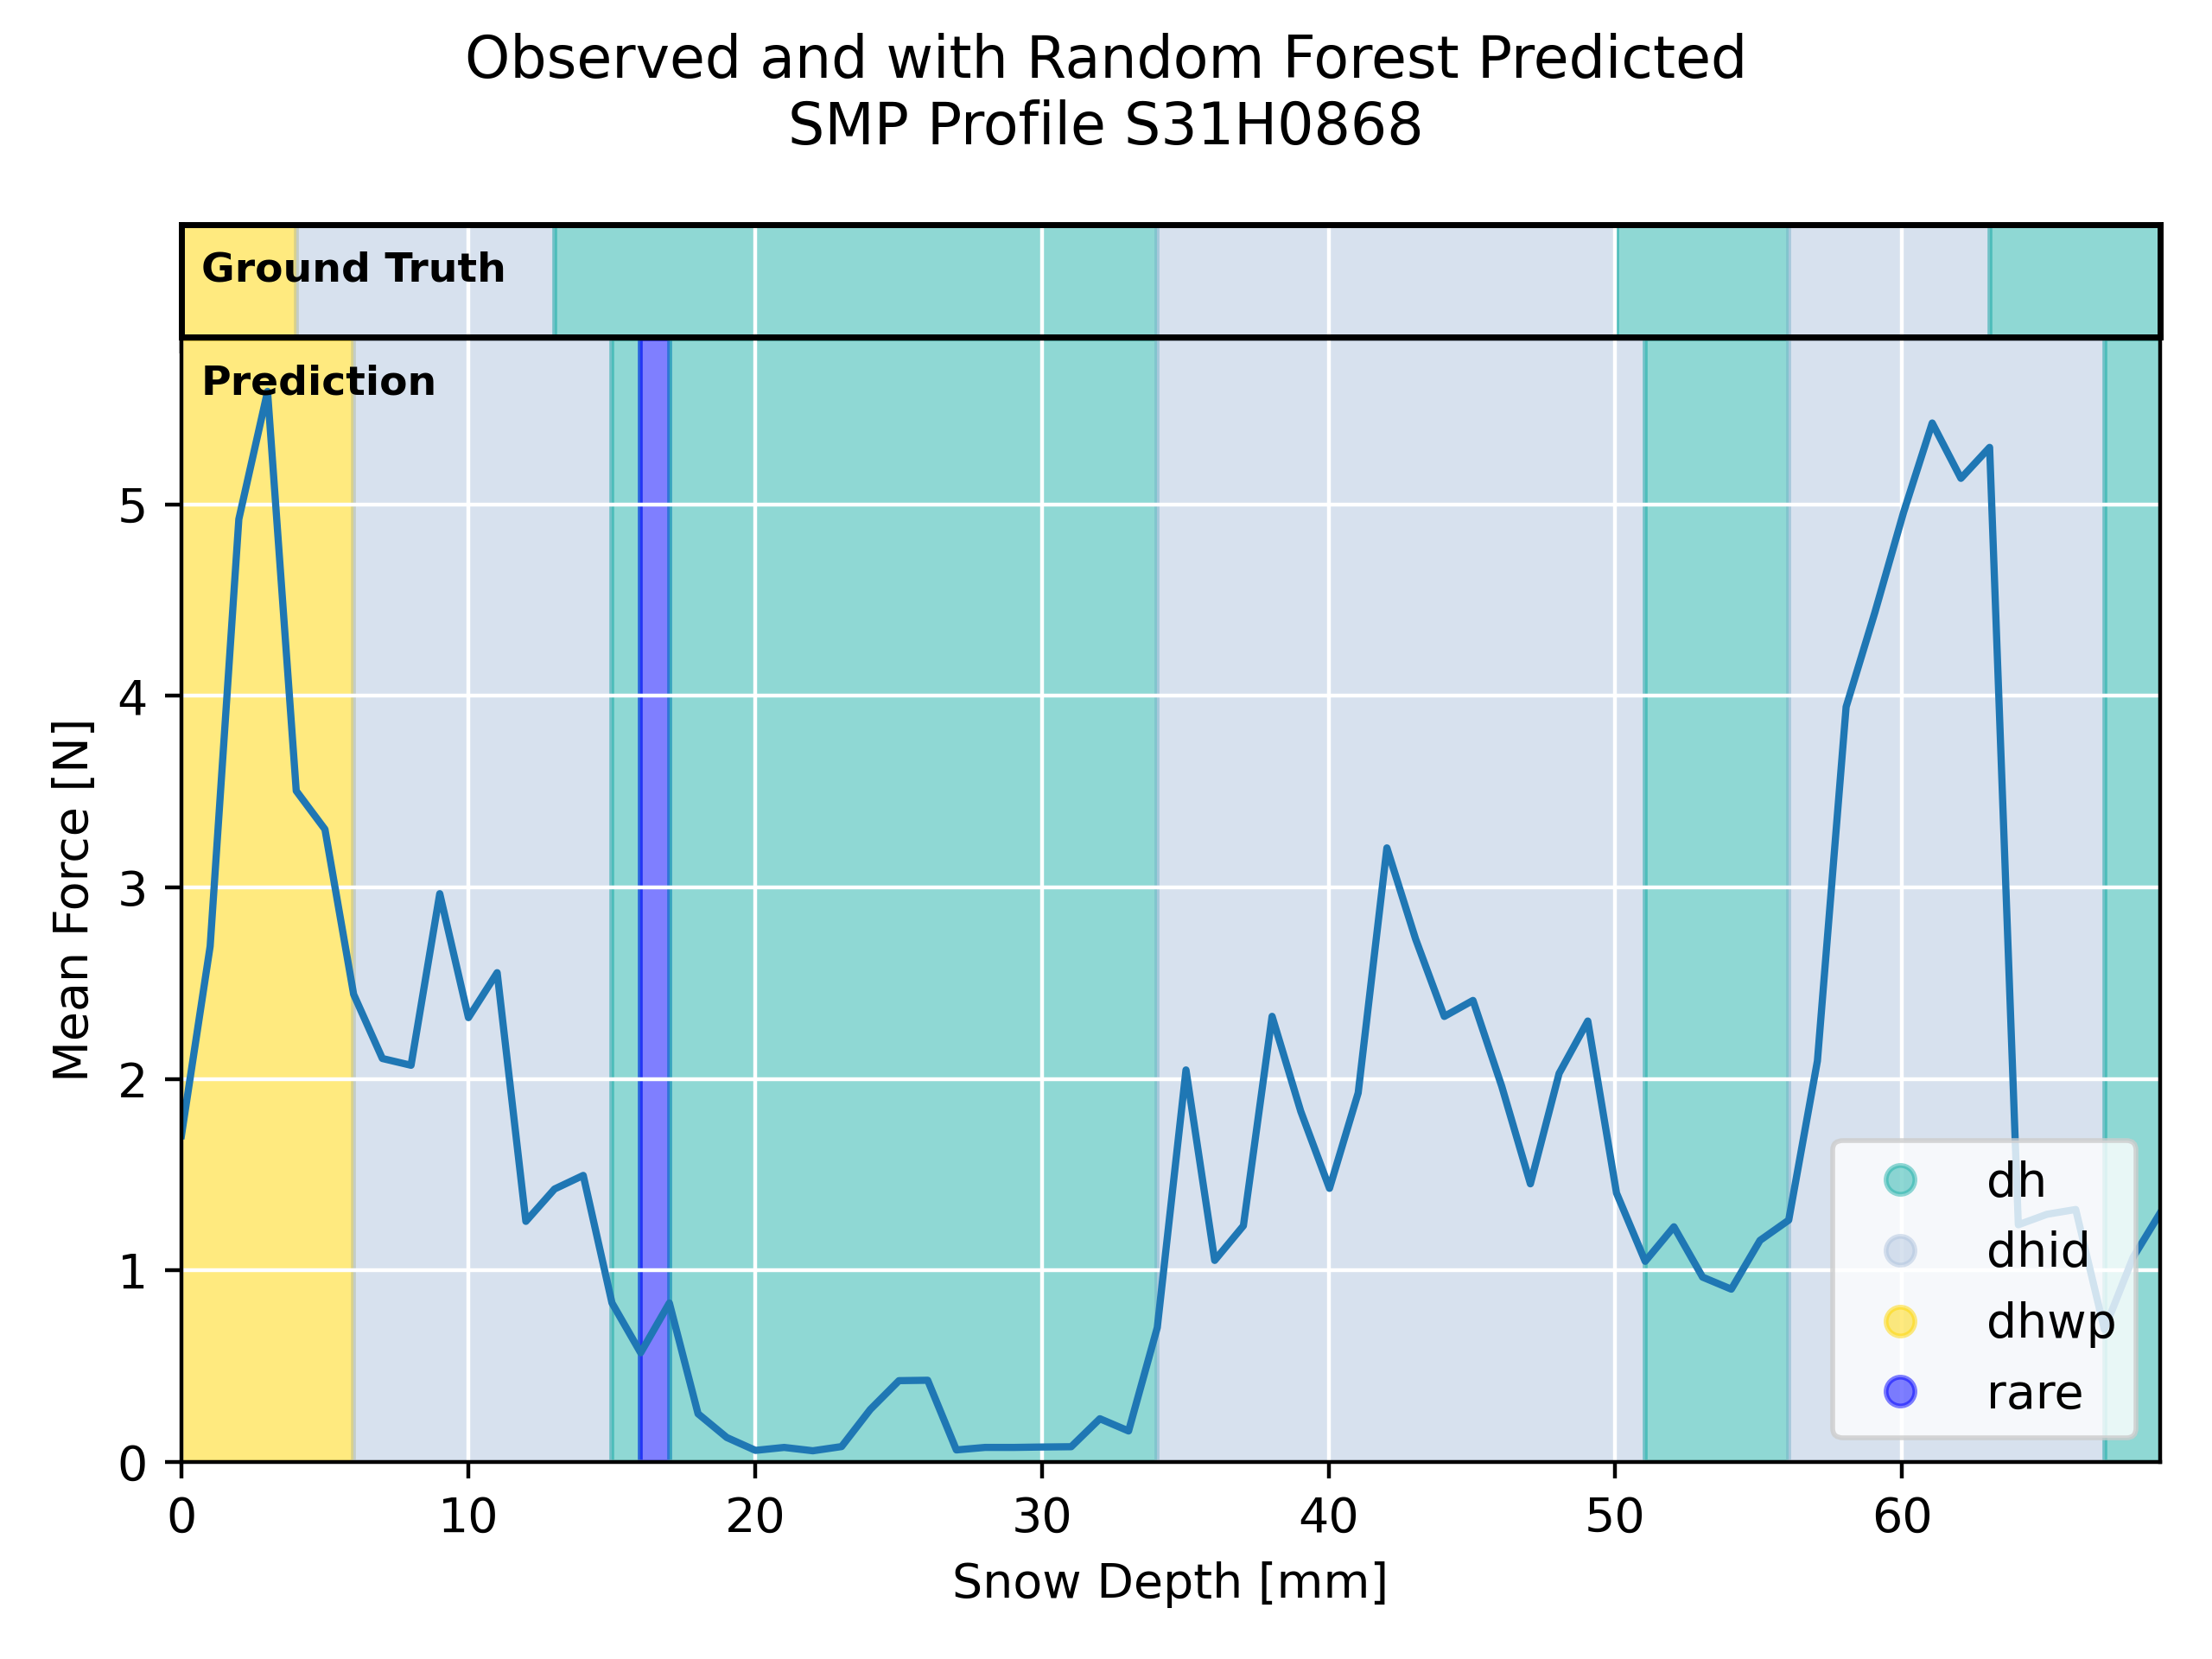 Observed and with Random Forest Predicted
SMP Profile S31H0868
Ground Truth
Prediction
5
4
3
2
1
0
Mean Force [N]
dh
dhid
dhwp
rare
0 10 20 30 40 50 60
Snow Depth [mm]